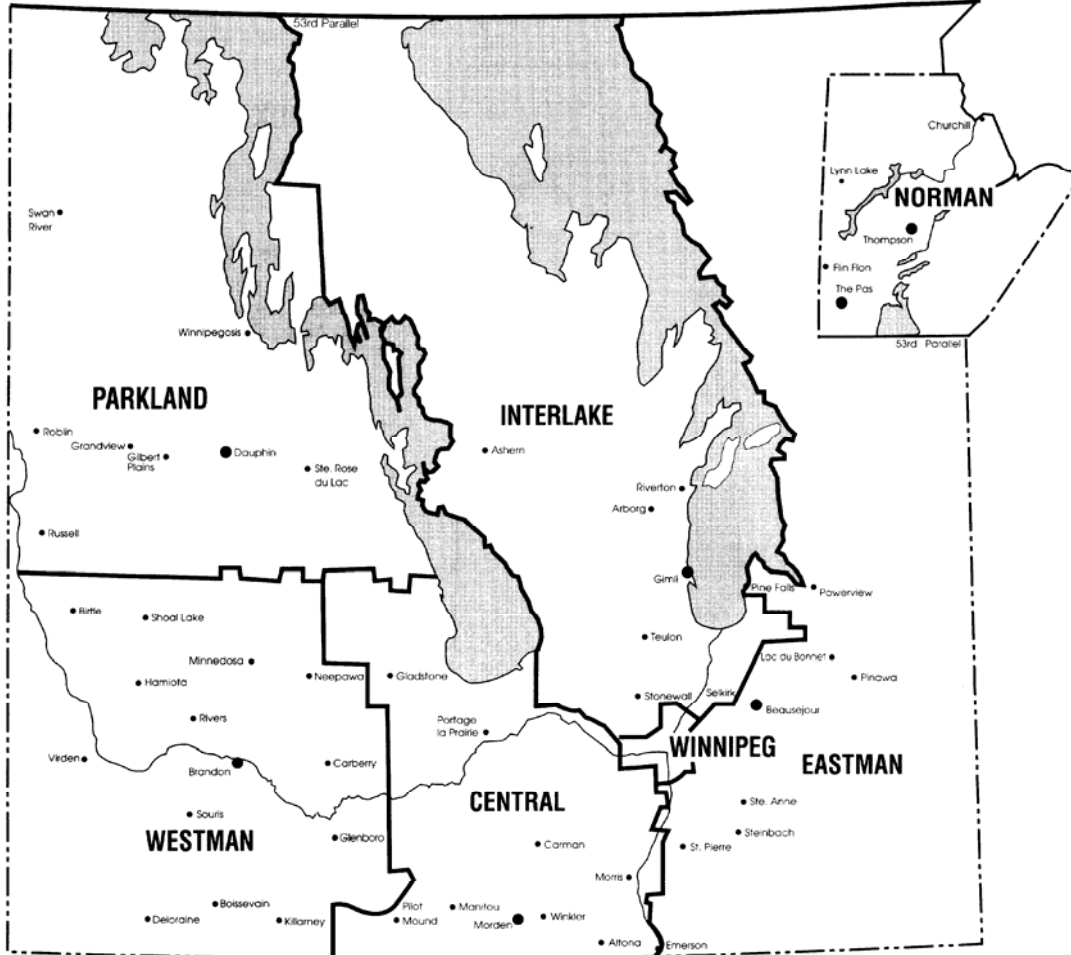 53rd Parallel
Churchill
Lynn Lake
NORMAN
Swan
River
Thompson
Flin Flon
The Pas
Winnipegosis
53rd Parallel
PARKLAND
INTERLAKE
Roblin
Grandview
Gilbert
Plains
Dauphin
Ste. Rose
du Lac
Ashern
Riverton
Arborg
Russell
Gimli
Pine Falls
Powerview
Birtle
Shoal Lake
Teulon
Minnedosa
Lac du Bonnet
Hamiota
Neepawa
Gladstone
Pinawa
Stonewall
Selkirk
Beausejour
Rivers
Portage
la Prairie
WINNIPEG
Virden
Brandon
Carberry
EASTMAN
CENTRAL
Ste. Anne
Souris
Steinbach
WESTMAN
Glenboro
Carman
St. Pierre
Morris
Boissevain
Pilot
Mound
Manitou
Deloraine
Killarney
Morden
Winkler
Altona
Emerson